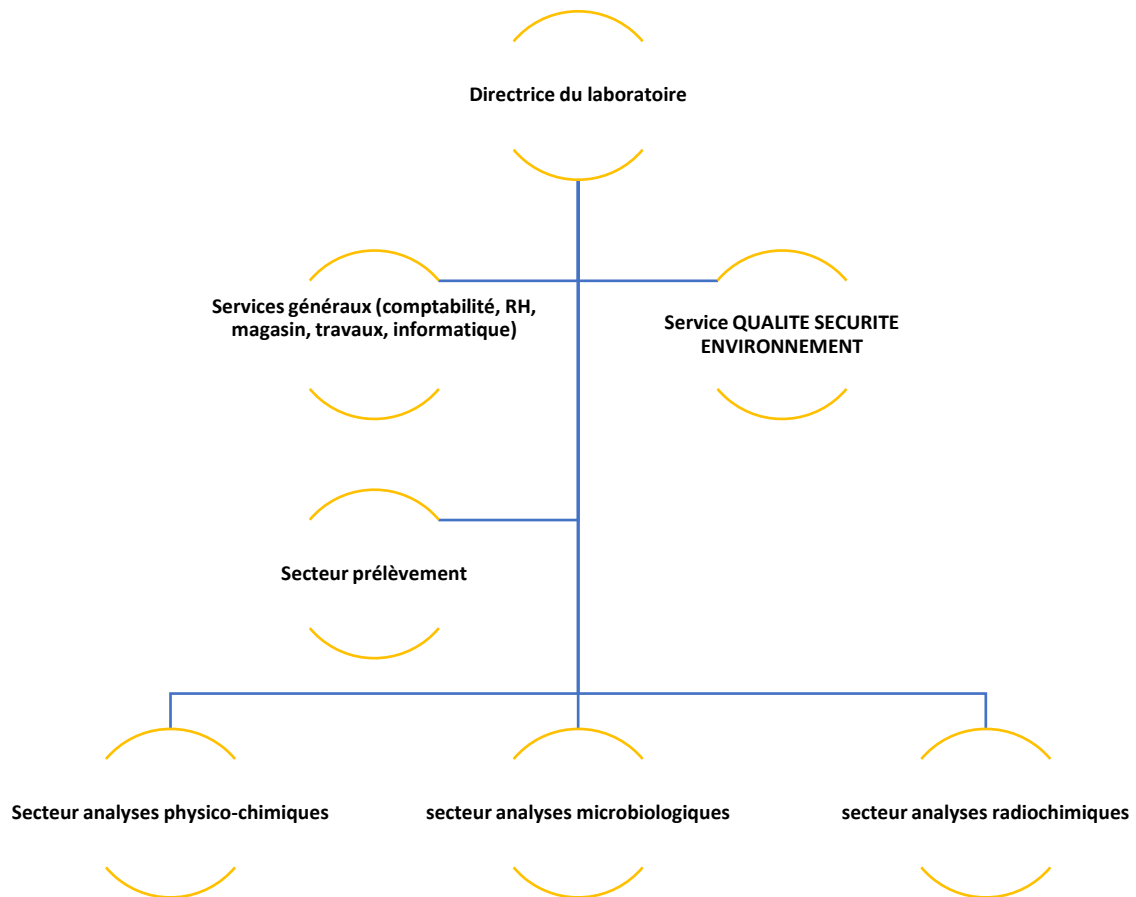 Directrice du laboratoire
Services généraux (comptabilité, RH,
magasin, travaux, informatique)
Service QUALITE SECURITE
ENVIRONNEMENT
Secteur prélèvement
Secteur analyses physico-chimiques
secteur analyses microbiologiques
secteur analyses radiochimiques